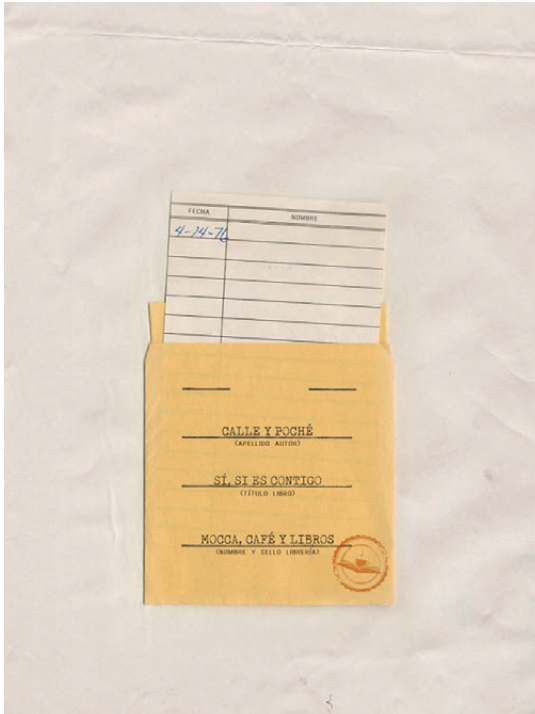 FECHA NOMBRE
4-14-76
CALLE Y POCHÉ
(APELLIDO AUTOR)
SÍ, SI ES CONTIGO
(TÍTULO LIBRO)
MOCCA, CAFÉ Y LIBROS
(NOMBRE Y SELLO LIBRERÍA)